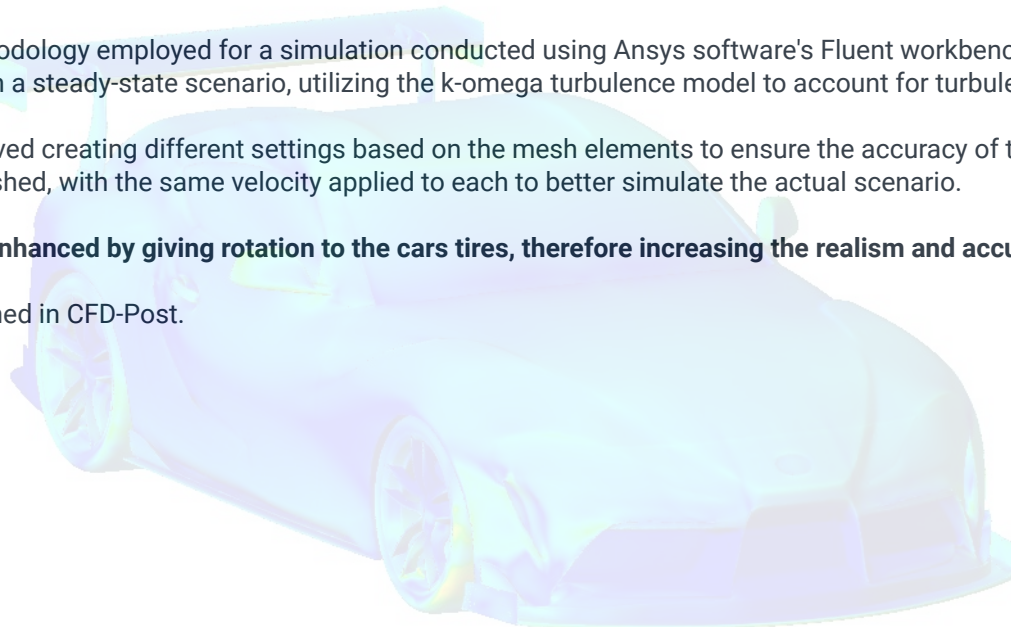 odology employed for a simulation conducted using Ansys software's Fluent workbenc
a steady-state scenario, utilizing the k-omega turbulence model to account for turbule
ved creating different settings based on the mesh elements to ensure the accuracy of t
shed, with the same velocity applied to each to better simulate the actual scenario.
nhanced by giving rotation to the cars tires, therefore increasing the realism and accu
ned in CFD-Post.